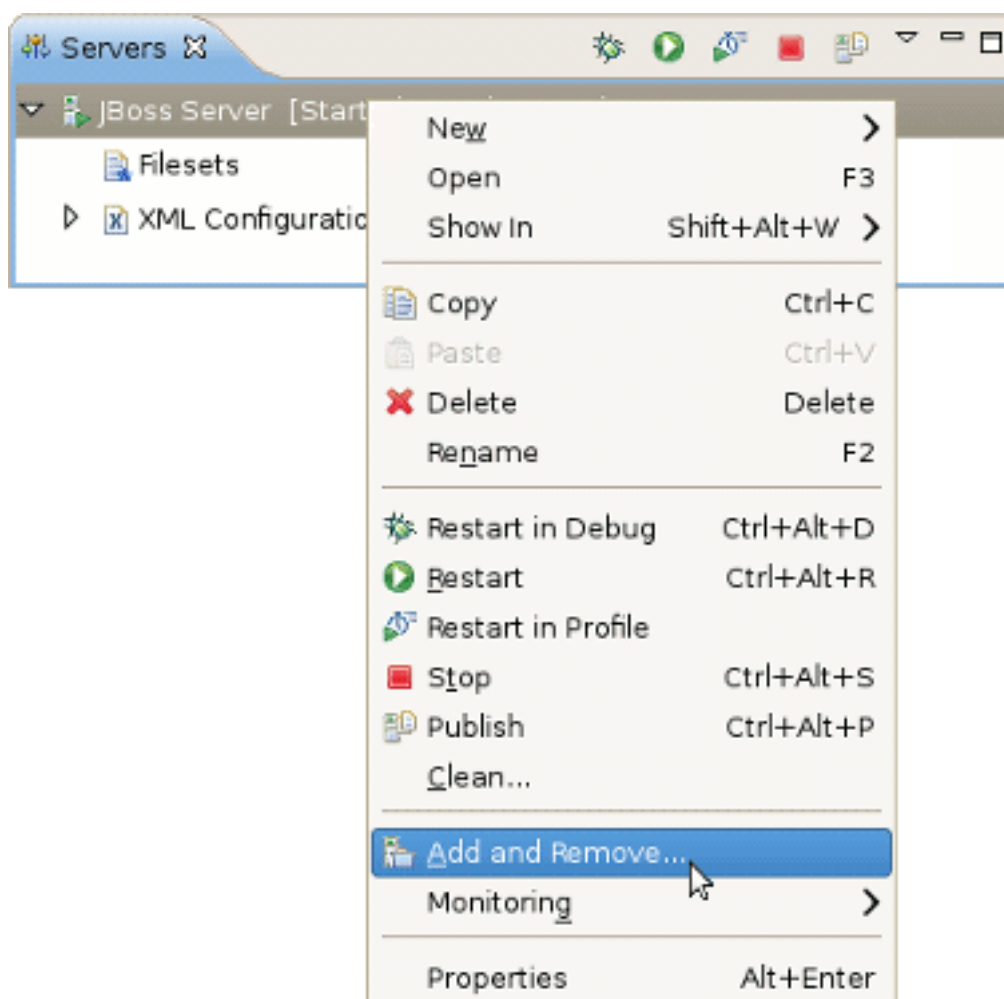 Servers
JBoss Server [Start
Filesets
XML Configuratio
New
Open F3
Show In Shift+Alt+W
Copy Ctrl+C
Paste Ctrl+V
Delete Delete
Rename F2
Restart in Debug Ctrl+Alt+D
Restart Ctrl+Alt+R
Restart in Profile
Stop Ctrl+Alt+S
Publish Ctrl+Alt+P
Clean...
Add and Remove...
Monitoring
Properties Alt+Enter